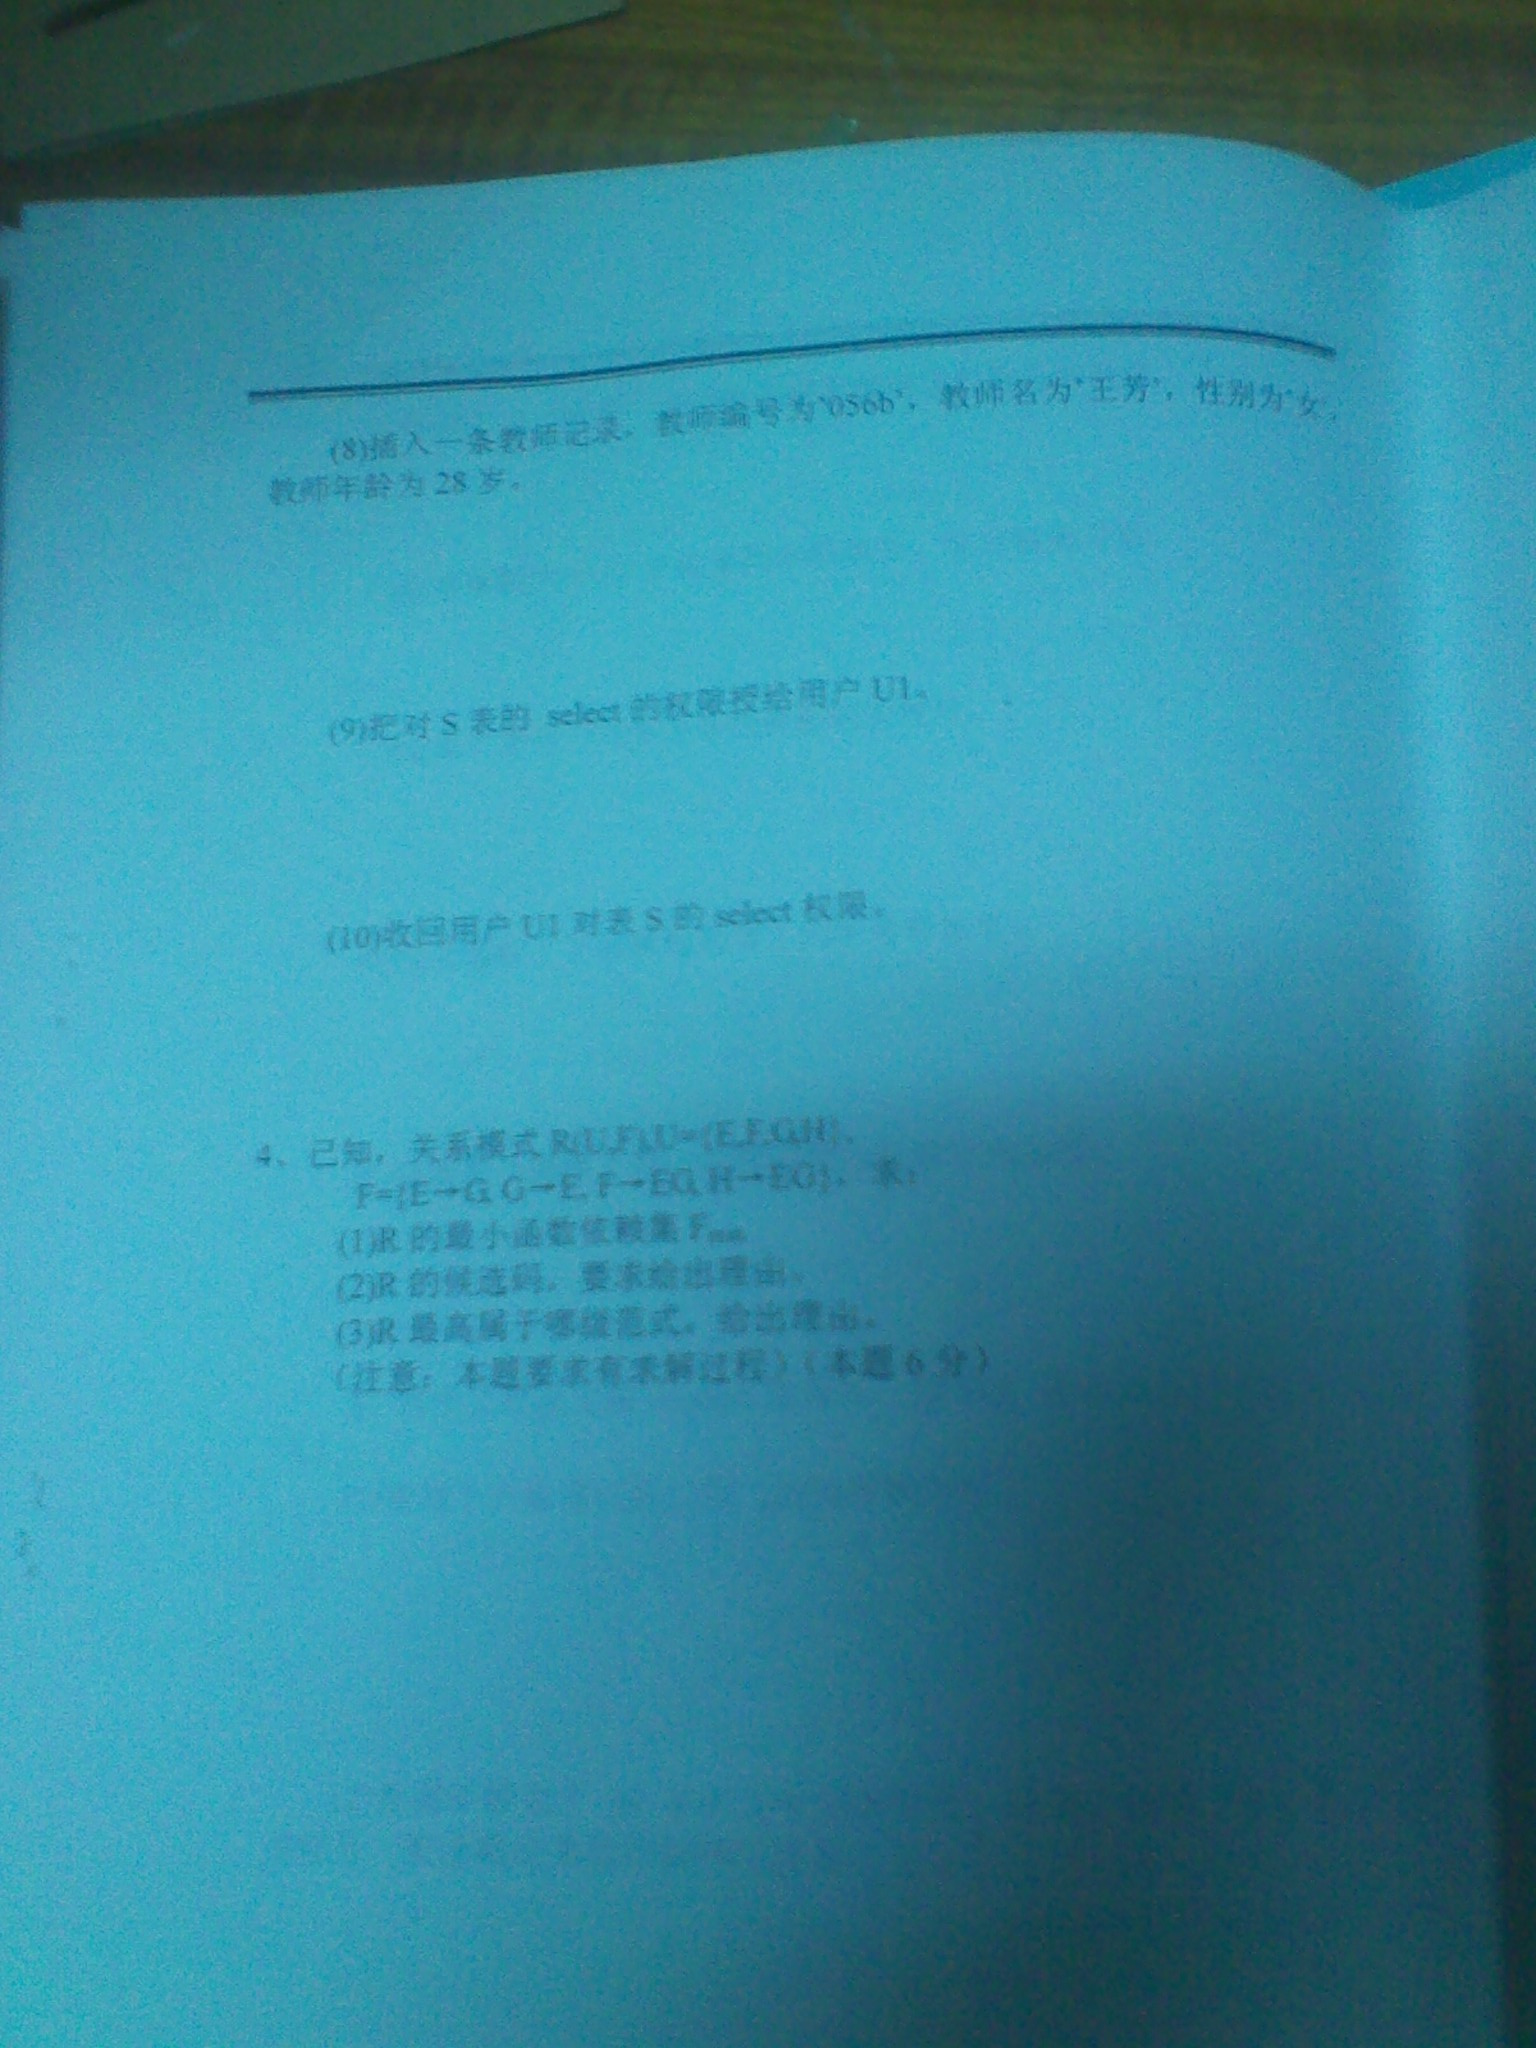 (8)插入一条教师记录，教师编号为'056b'，教师名为'王芳'，性别为'女，
教师年龄为 28 岁。
(9)把对 S 表的 select 的权限授给用户 U1。
(10)收回用户 U1 对表 S 的 select 权限。
4、已知，关系模式 R(U,F),U={E,F,G,H}，
F={E→G, G→E, F→EG, H→EG}，求：
(1)R 的最小函数依赖集 F
(2)R 的候选码，要求给出理由。
(3)R 最高属于哪级范式，给出理由。
（注意：本题要求有求解过程）（本题 6 分）